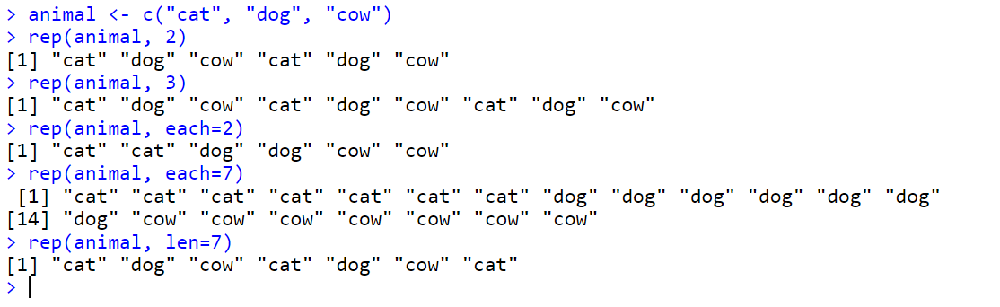 > animal <- c("cat", "dog", "cow")
> rep(animal, 2)
[1] "cat" "dog" "cow" "cat" "dog" "cow"
> rep(animal, 3)
[1] "cat" "dog" "cow" "cat" "dog" "cow" "cat" "dog" "cow"
> rep(animal, each=2)
[1] "cat" "cat" "dog" "dog" "cow" "cow"
> rep(animal, each=7)
 [1] "cat" "cat" "cat" "cat" "cat" "cat" "cat" "dog" "dog" "dog" "dog" "dog" "dog"
[14] "dog" "cow" "cow" "cow" "cow" "cow" "cow" "cow"
> rep(animal, len=7)
[1] "cat" "dog" "cow" "cat" "dog" "cow" "cat"
>